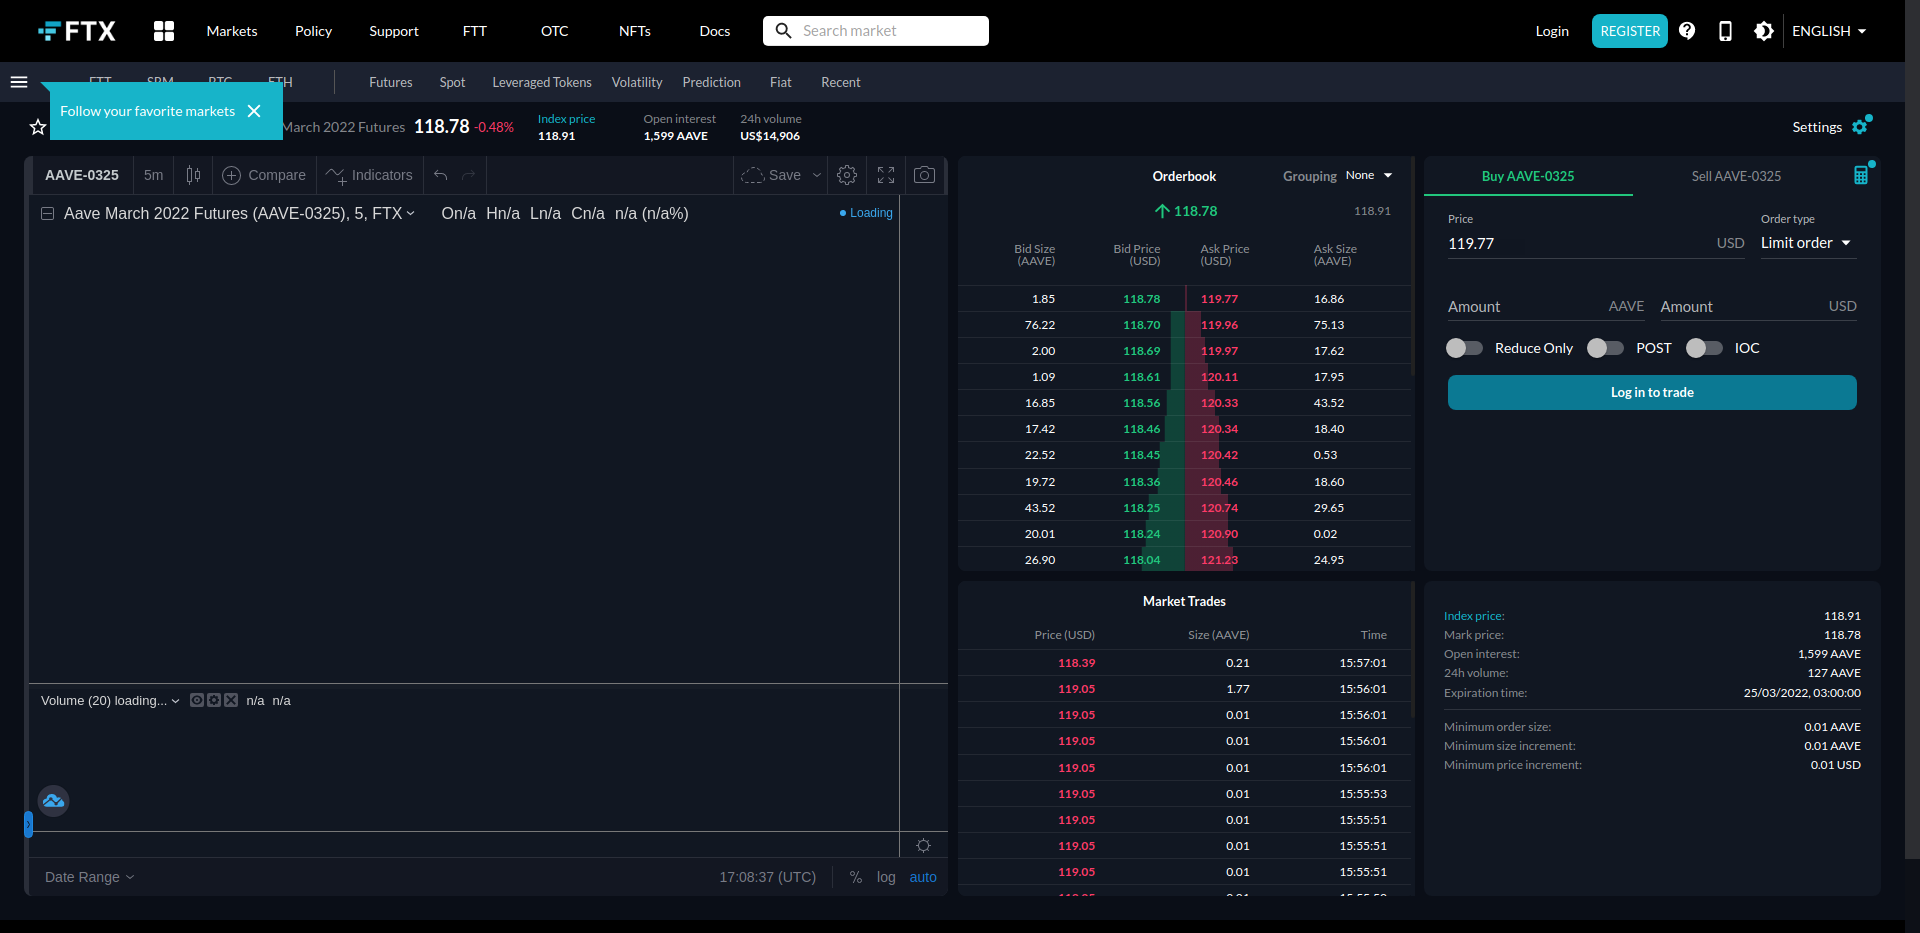 FTX Markets Policy Support FTT OTC NFTs Docs Search market Login REGISTER ENGLISH
Futures Spot Leveraged Tokens Volatility Prediction Fiat Recent
Follow your favorite markets
March 2022 Futures 118.78 -0.48%
Index price 118.91
Open interest 1,599 AAVE
24h volume US$14,906
Settings
AAVE-0325 5m Compare Indicators Save
Aave March 2022 Futures (AAVE-0325), 5, FTX On/a Hn/a Ln/a Cn/a n/a (n/a%)
Loading
Volume (20) loading... n/a n/a
Date Range 17:08:37 (UTC) % log auto
Orderbook Grouping None
118.78 118.91
Bid Size (AAVE) Bid Price (USD) Ask Price (USD) Ask Size (AAVE)
1.85 118.78 119.77 16.86
76.22 118.70 119.96 75.13
2.00 118.69 119.97 17.62
1.09 118.61 120.11 17.95
16.85 118.56 120.33 43.52
17.42 118.46 120.34 18.40
22.52 118.45 120.42 0.53
19.72 118.36 120.46 18.60
43.52 118.25 120.74 29.65
20.01 118.24 120.90 0.02
26.90 118.04 121.23 24.95
Market Trades
Price (USD) Size (AAVE) Time
118.39 0.21 15:57:01
119.05 1.77 15:56:01
119.05 0.01 15:56:01
119.05 0.01 15:56:01
119.05 0.01 15:56:01
119.05 0.01 15:55:53
119.05 0.01 15:55:51
119.05 0.01 15:55:51
119.05 0.01 15:55:51
Buy AAVE-0325 Sell AAVE-0325
Price Order type
119.77 USD Limit order
Amount AAVE Amount USD
Reduce Only POST IOC
Log in to trade
Index price: 118.91
Mark price: 118.78
Open interest: 1,599 AAVE
24h volume: 127 AAVE
Expiration time: 25/03/2022, 03:00:00
Minimum order size: 0.01 AAVE
Minimum size increment: 0.01 AAVE
Minimum price increment: 0.01 USD